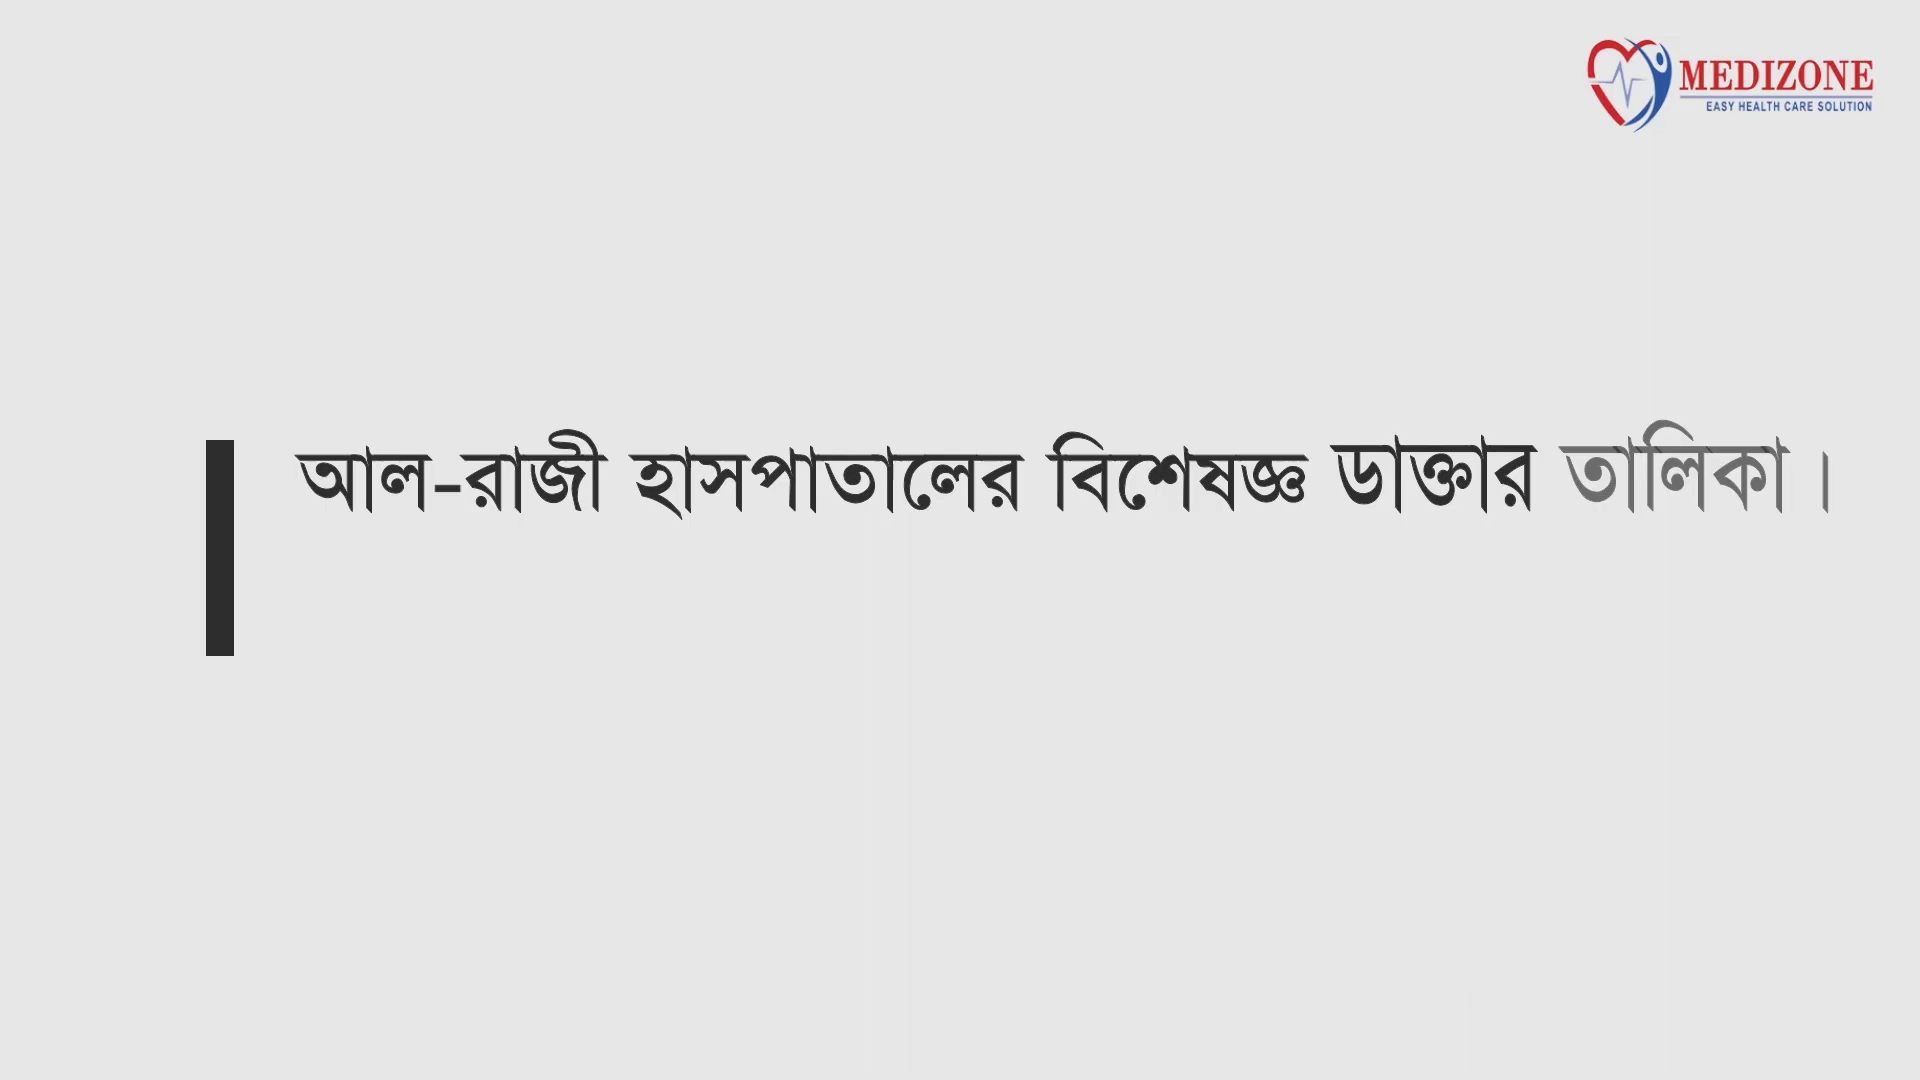 MEDIZONE
EASY HEALTH CARE SOLUTION
আল-রাজী হাসপাতালের বিশেষজ্ঞ ডাক্তার তালিকা।